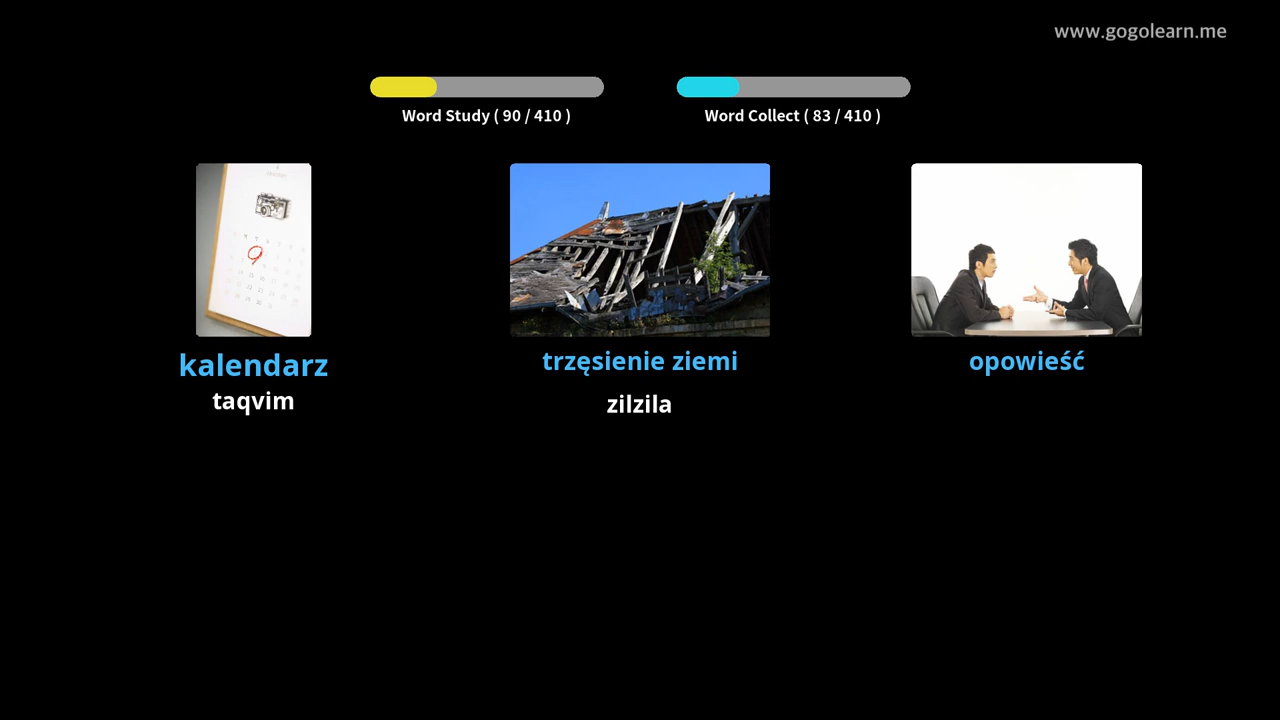 www.gogolearn.me
Word Study ( 90 / 410 )
Word Collect ( 83 / 410 )
kalendarz
taqvim
trzęsienie ziemi
zilzila
opowieść